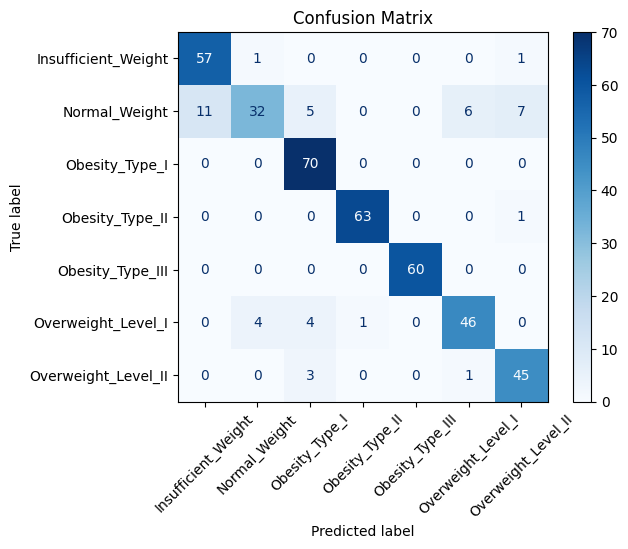 Confusion Matrix
True label
Insufficient_Weight 57 1 0 0 0 0 1
Normal_Weight 11 32 5 0 0 6 7
Obesity_Type_I 0 0 70 0 0 0 0
Obesity_Type_II 0 0 0 63 0 0 1
Obesity_Type_III 0 0 0 0 60 0 0
Overweight_Level_I 0 4 4 1 0 46 0
Overweight_Level_II 0 0 3 0 0 1 45
Insufficient_Weight Normal_Weight Obesity_Type_I Obesity_Type_II Obesity_Type_III Overweight_Level_I Overweight_Level_II
Predicted label
70
60
50
40
30
20
10
0